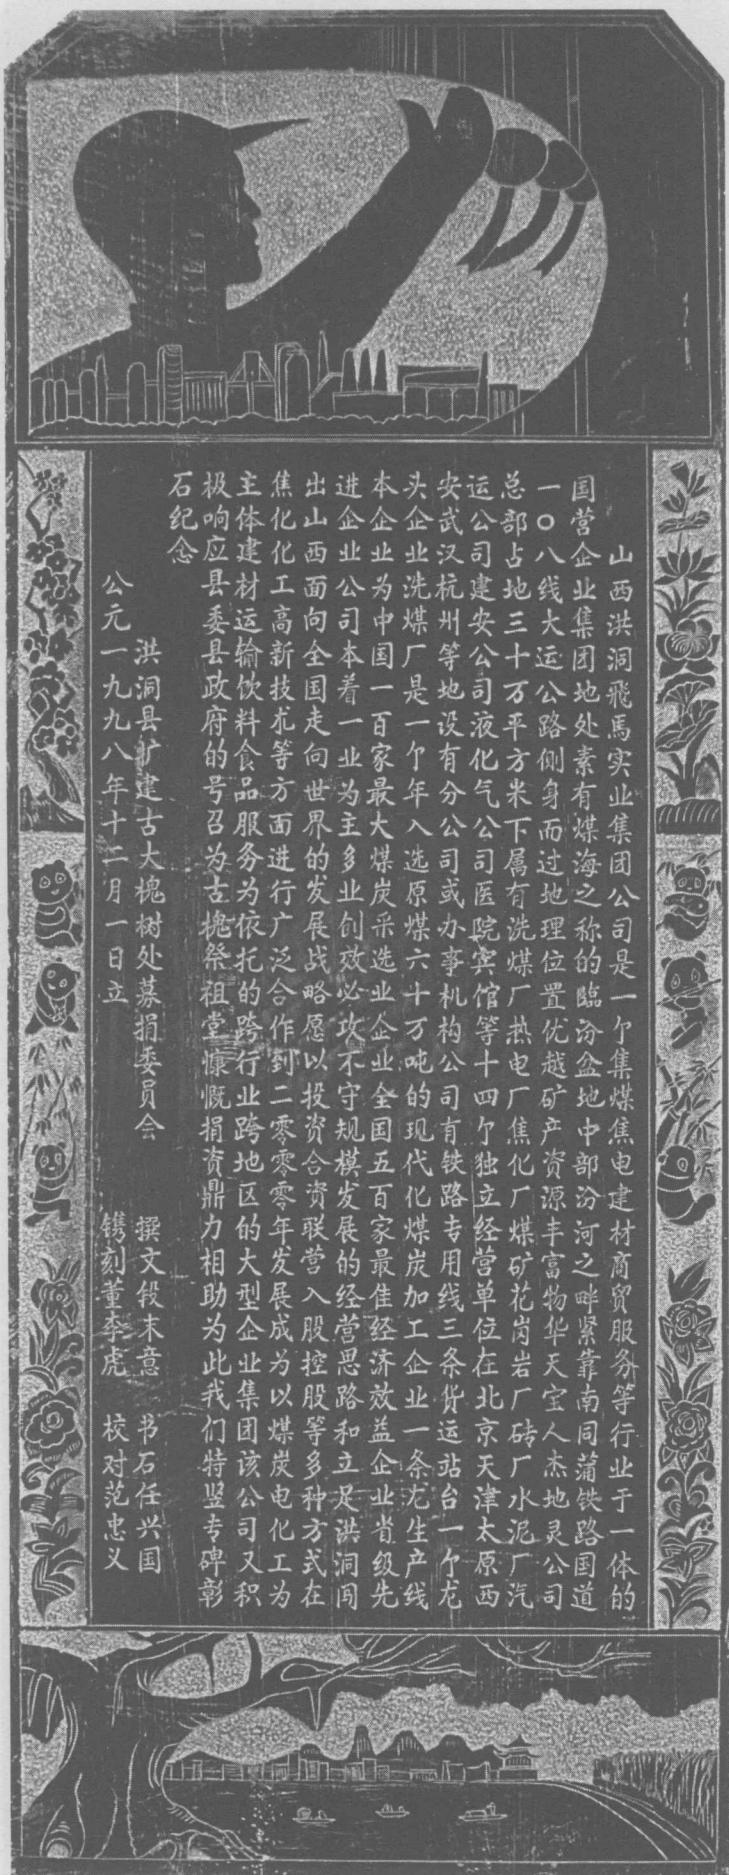 山西洪洞飛馬实业集团公司是一个集煤焦电建材商贸服务等行业于一体的
国营企业集团地处素有煤海之称的臨汾盆地中部汾河之畔紧靠南同蒲铁路国道
一〇八线大运公路侧身而过地理位置优越矿产资源丰富物华天宝人杰地灵公司
总部占地三十万平方米下属有洗煤厂热电厂焦化厂煤矿花岗岩厂砖厂水泥厂汽
运公司建安公司液化气公司医院宾馆等十四个独立经营单位在北京天津太原西
安武汉杭州等地设有分公司或办事机构公司有铁路专用线三条货运站台一个龙
头企业洗煤厂是一个年入选原煤六十万吨的现代化煤炭加工企业一条龙生产线
本企业为中国一百家最大煤炭采选业企业全国五百家最佳经济效益企业省级先
进企业公司本着一业为主多业创效必攻不守规模发展的经营思路和立足洪洞闯
出山西面向全国走向世界的发展战略愿以投资合资联营入股控股等多种方式在
焦化化工高新技术等方面进行广泛合作到二零零零年发展成为以煤炭电化工为
主体建材运输饮料食品服务为依托的跨行业跨地区的大型企业集团该公司又积
极响应县委县政府的号召为古槐祭祖堂慷慨捐资鼎力相助为此我们特竖专碑彰
石纪念
洪洞县扩建古大槐树处募捐委员会 撰文段末意 书石任兴国
公元一九九八年十二月一日立 镌刻董李虎 校对范忠义